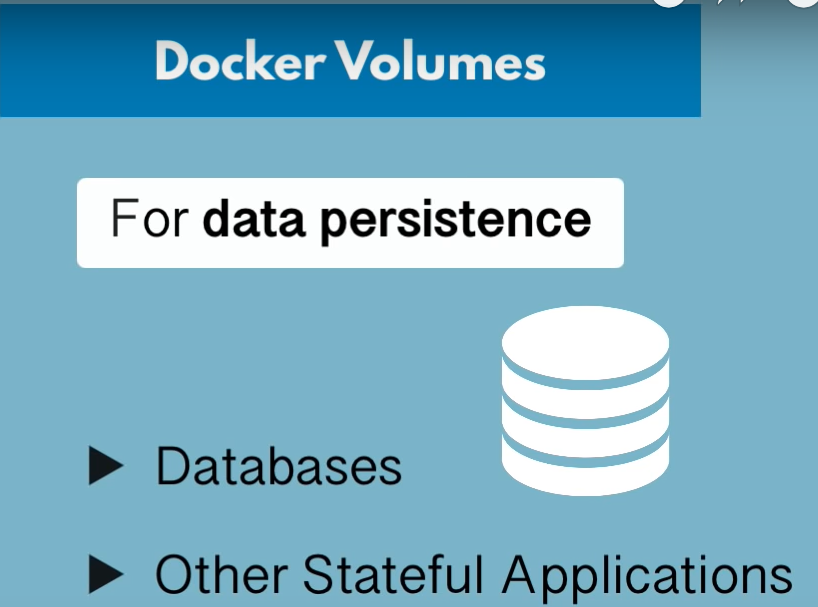 Docker Volumes
For data persistence
Databases
Other Stateful Applications